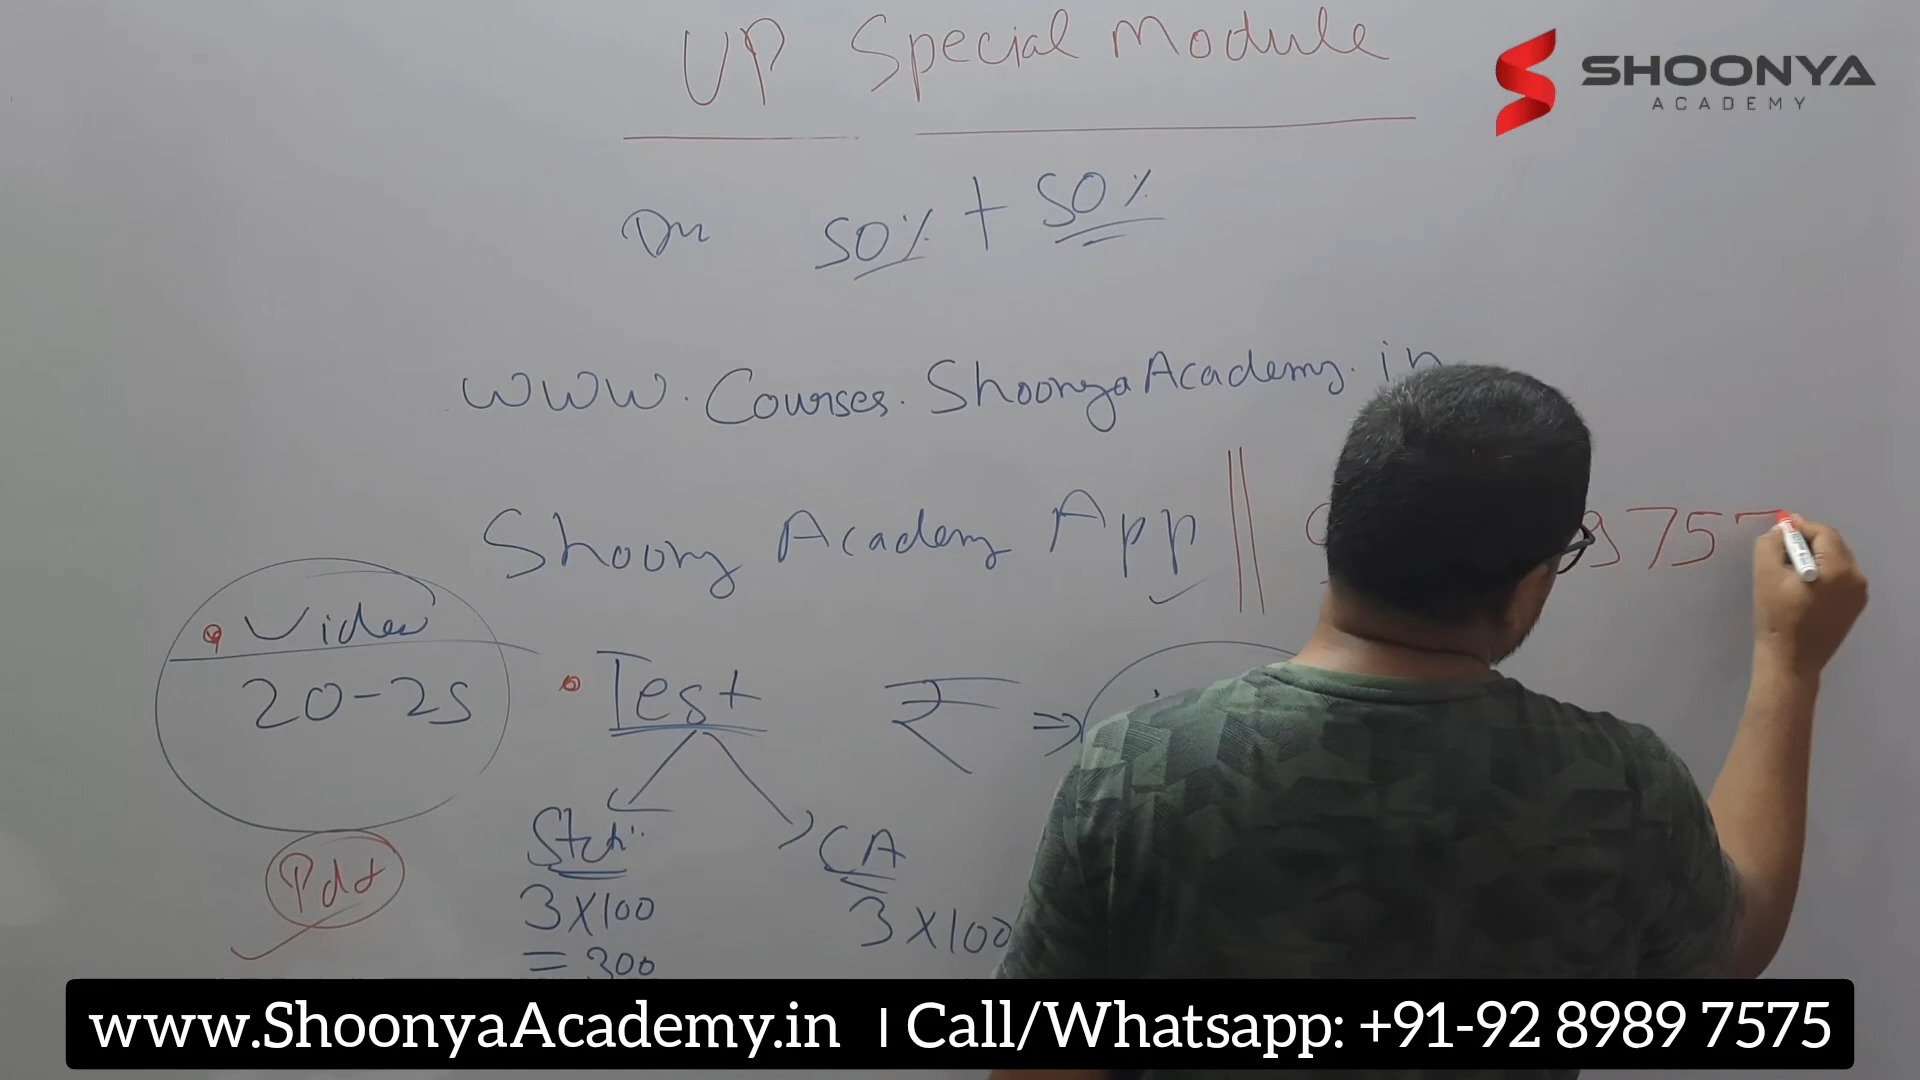 UP Special Module
SHOONYA
ACADEMY
50% + 50%
www.Courses.ShoonyaAcademy.in
Shoony Academy App
757
Video
20-25
Test
₹ ⇒
Pdf
CA
3x100
3x100
= 300
www.ShoonyaAcademy.in | Call/Whatsapp: +91-92 8989 7575